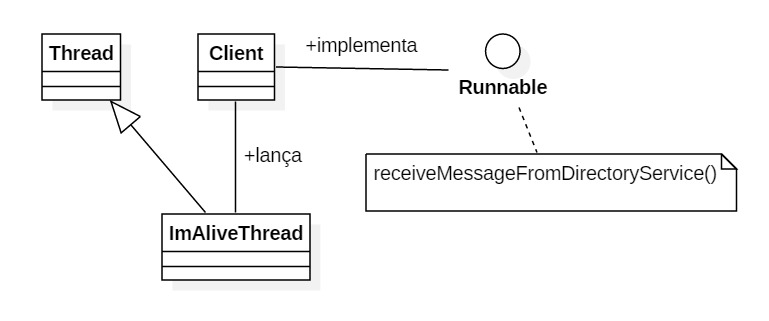 Thread
Client
+implementa
Runnable
+lança
receiveMessageFromDirectoryService()
ImAliveThread